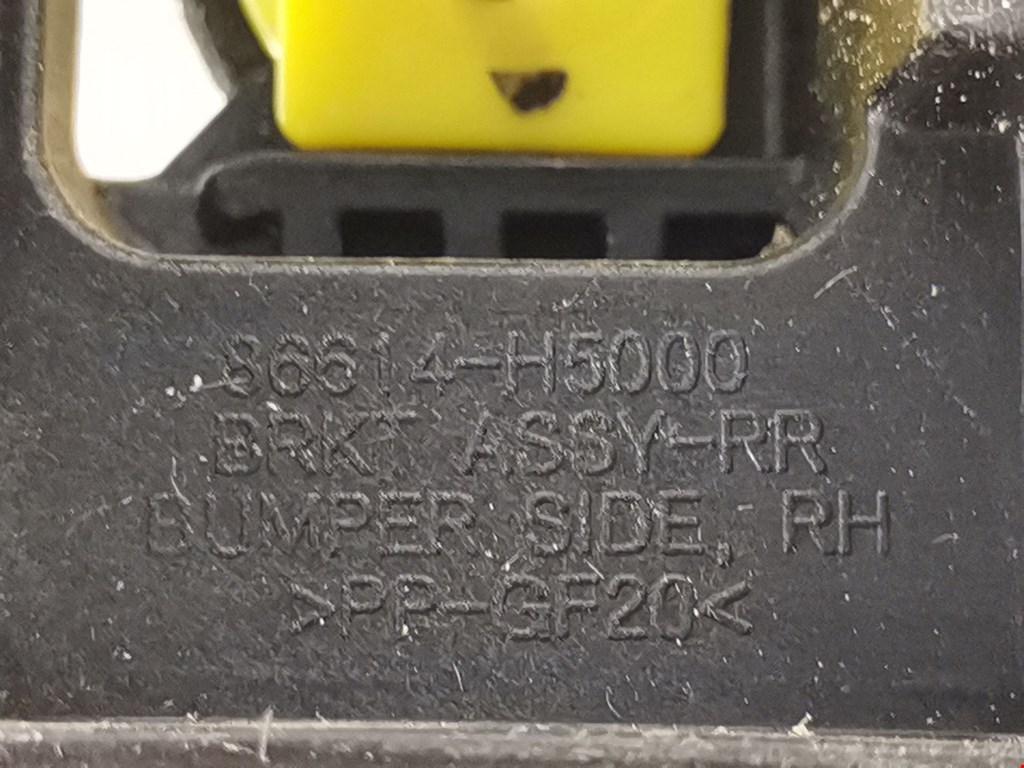 86614-H5000
BRKT ASSY-RR
BUMPER SIDE, RH
>PP-GF20<